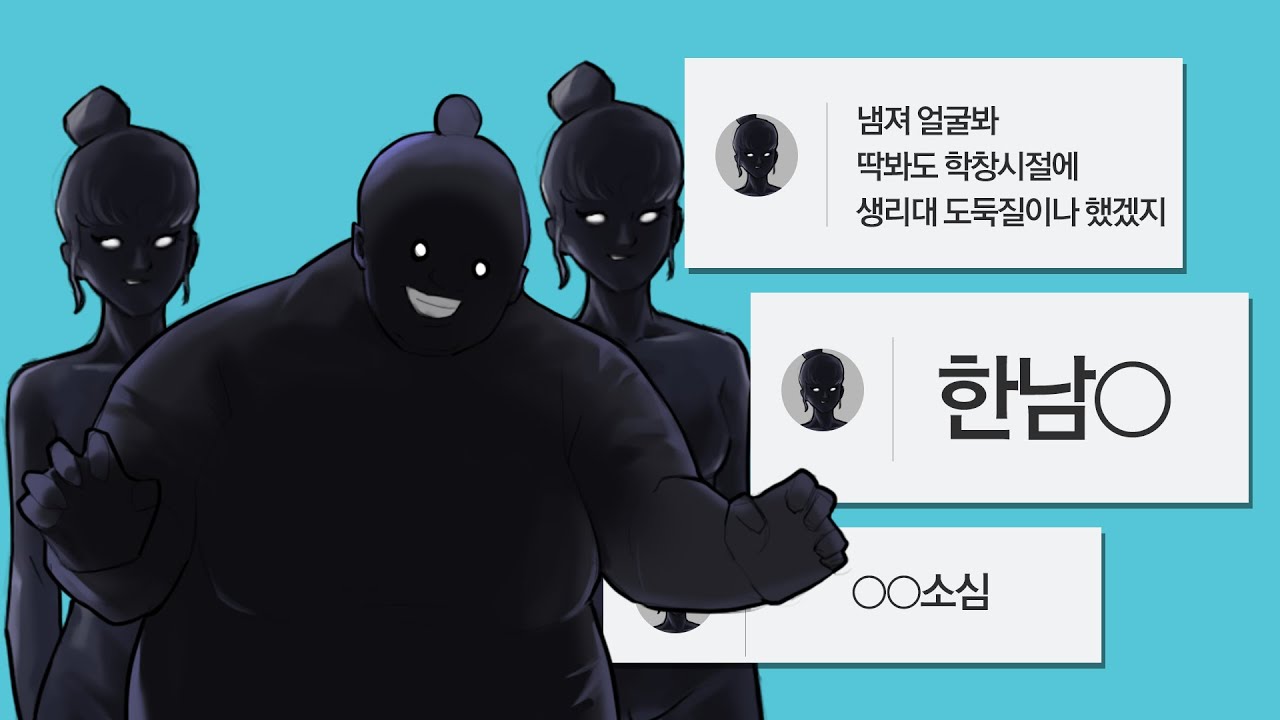 냄져 얼굴봐
딱봐도 학창시절에
생리대 도둑질이나 했겠지
한남○
○○소심